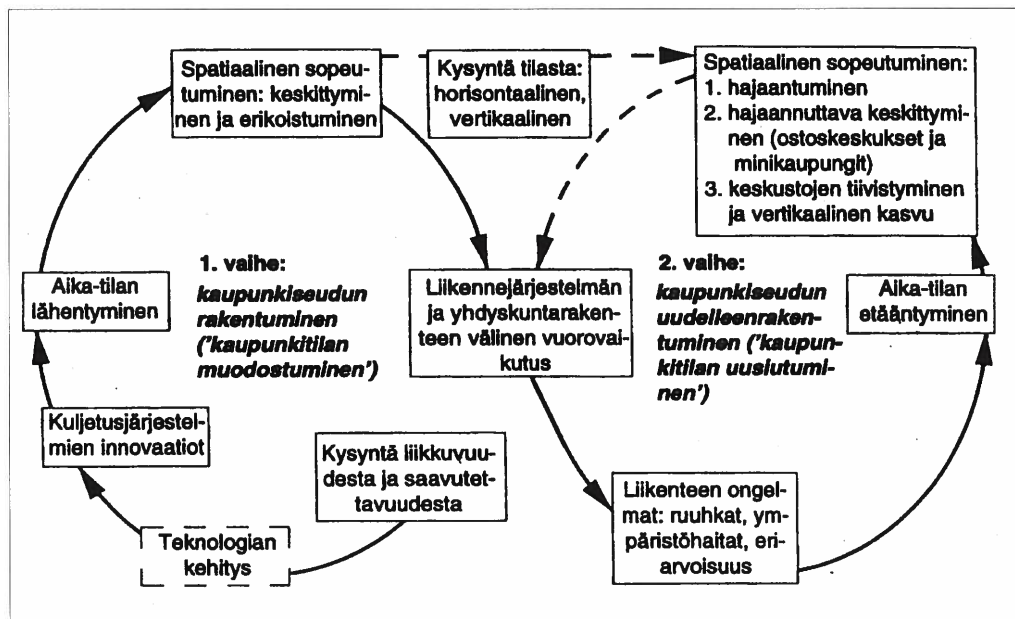 Spatiaalinen sopeu-
tuminen: keskittymi-
nen ja erikoistuminen
Kysyntä tilasta:
horisontaalinen,
vertikaalinen
Spatiaalinen sopeutuminen:
1. hajaantuminen
2. hajaannuttava keskittymi-
nen (ostoskeskukset ja
minikaupungit)
3. keskustojen tiivistyminen
ja vertikaalinen kasvu
Aika-tilan
lähentyminen
1. vaihe:
kaupunkiseudun
rakentuminen
('kaupunkitilan
muodostuminen')
Liikennejärjestelmän
ja yhdyskuntaraken-
teen välinen vuorovai-
kutus
2. vaihe:
kaupunkiseudun
uudelleenraken-
tuminen ('kaupun-
kitilan uusiutumi-
nen')
Aika-tilan
etääntyminen
Kuljetusjärjestel-
mien innovaatiot
Kysyntä liikkuvuu-
desta ja saavutet-
tavuudesta
Teknologian
kehitys
Liikenteen ongel-
mat: ruuhkat, ym-
päristöhaitat, eri-
arvoisuus